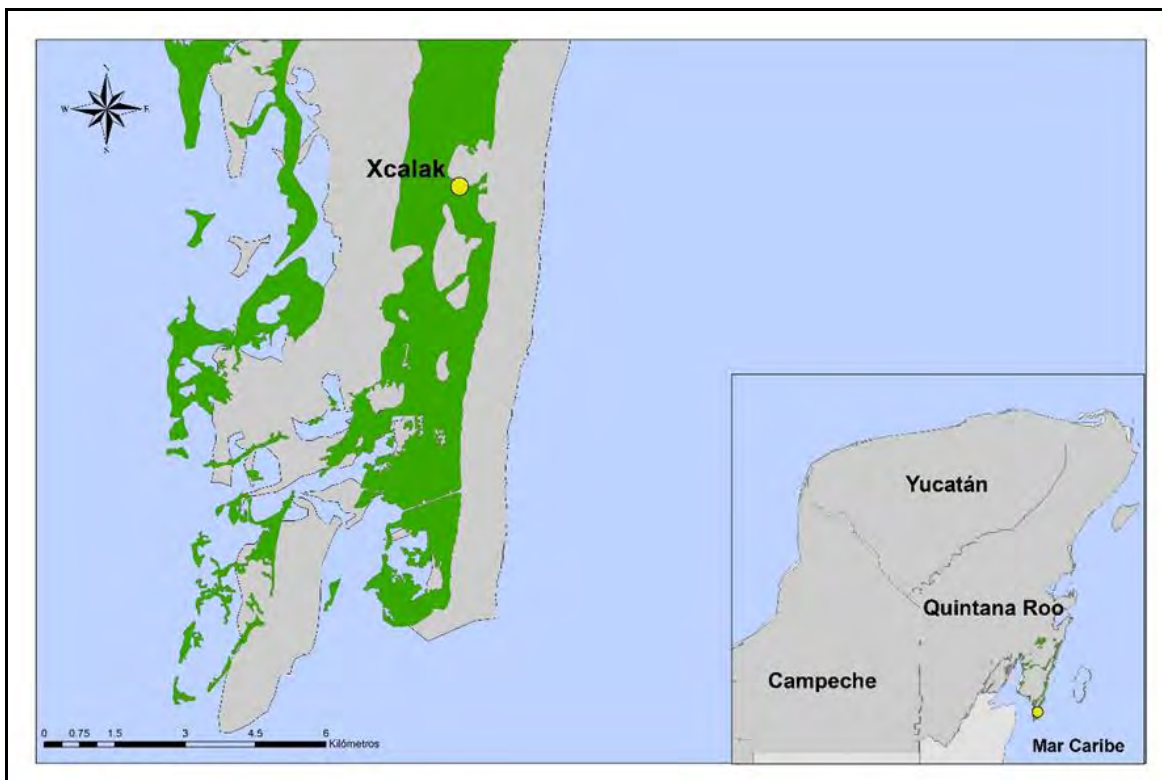 N
W E
S
Xcalak
Yucatán
Quintana Roo
Campeche
Mar Caribe
0 0.75 1.5 3 4.5 6
Kilómetros